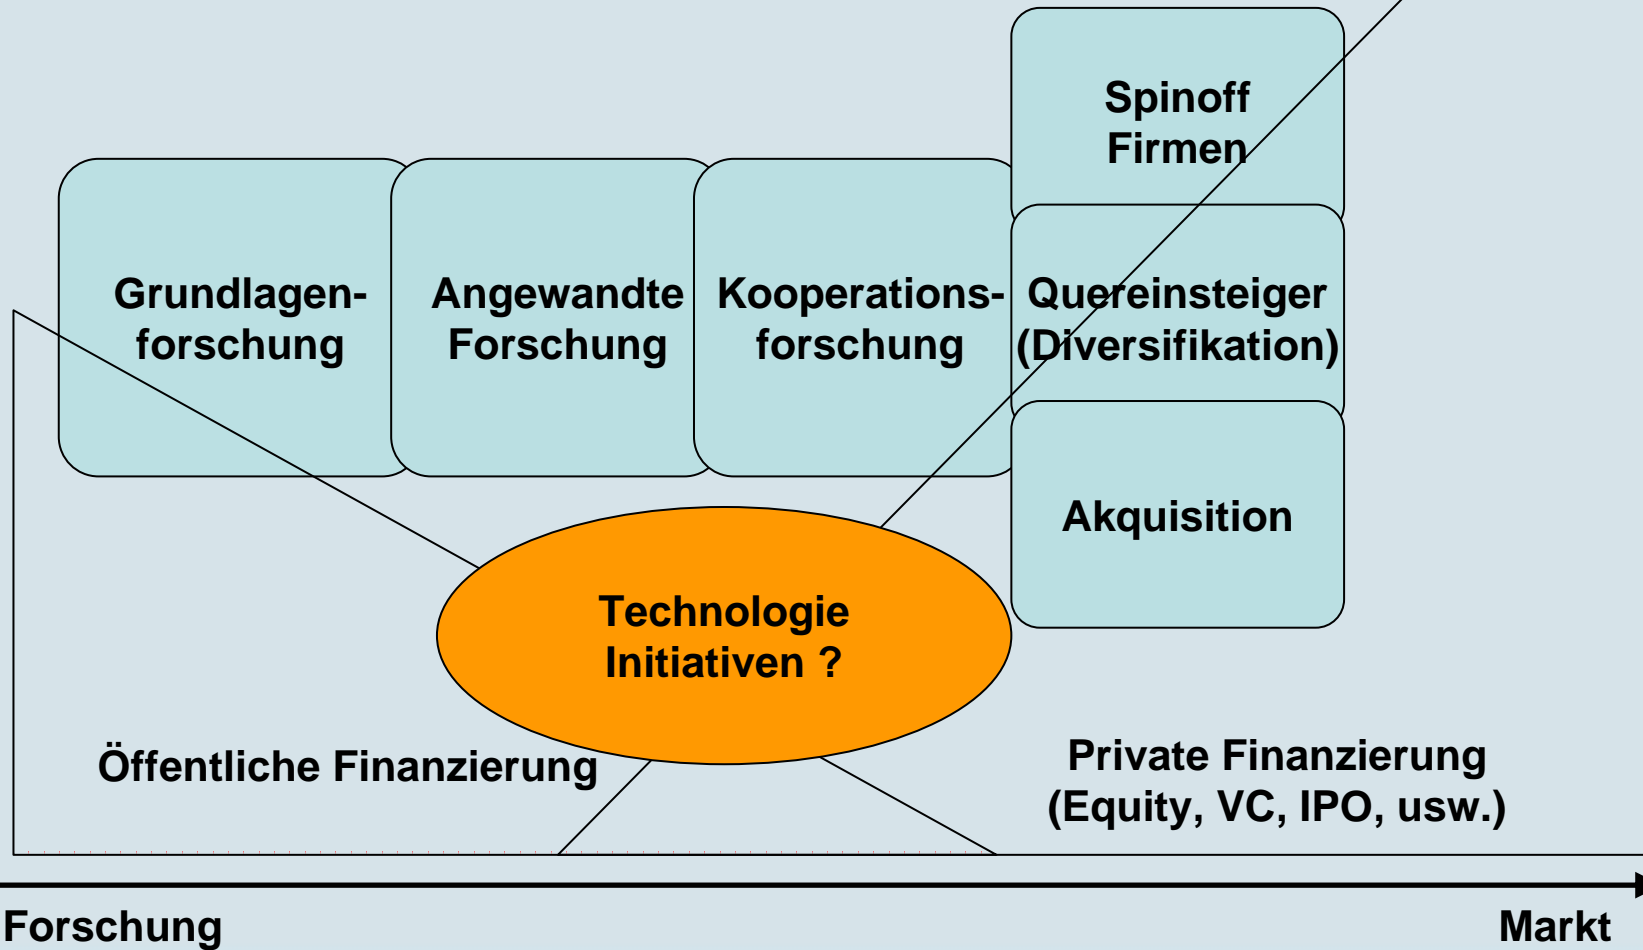 Spinoff
Firmen
Grundlagen-
forschung
Angewandte
Forschung
Kooperations-
forschung
Quereinsteiger
(Diversifikation)
Akquisition
Technologie
Initiativen ?
Öffentliche Finanzierung
Private Finanzierung
(Equity, VC, IPO, usw.)
Forschung
Markt